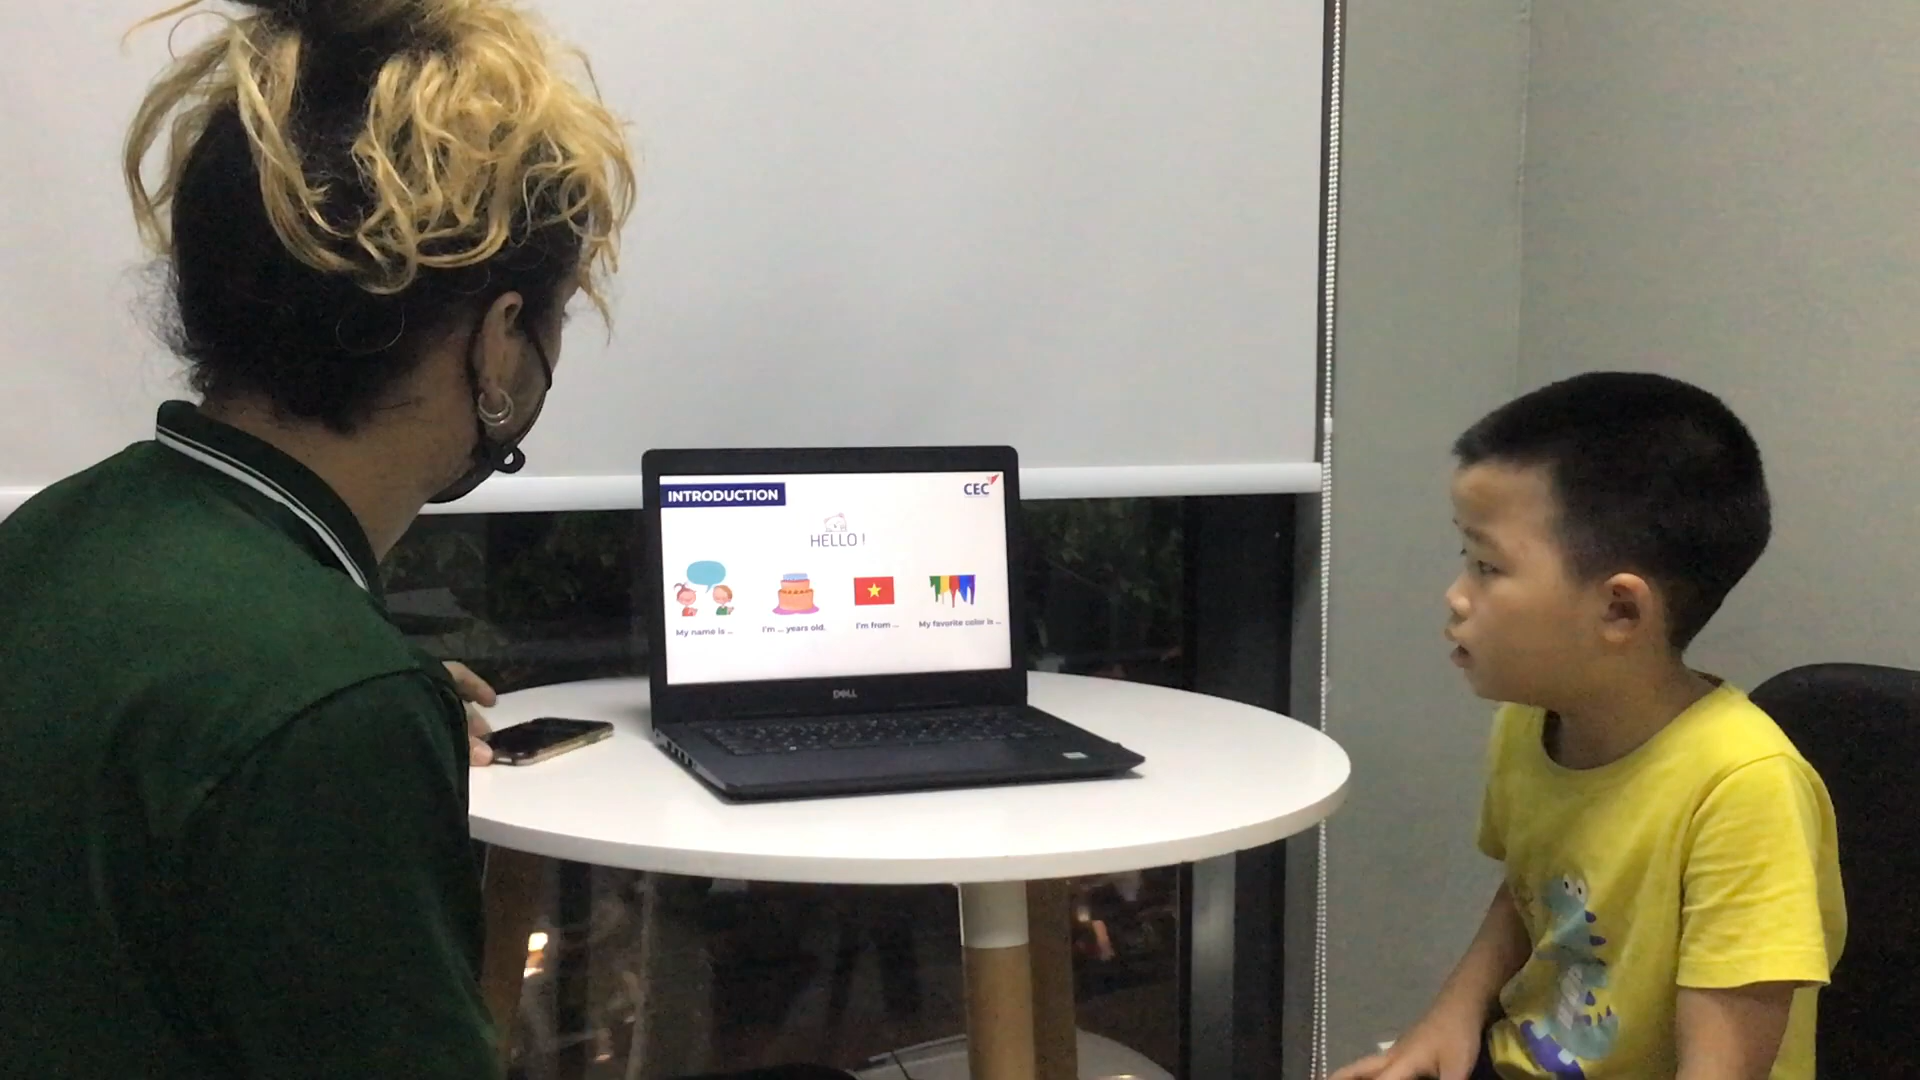 INTRODUCTION
CEC
HELLO !
My name is ...
I'm ... years old.
I'm from ...
My favorite color is ...
DELL